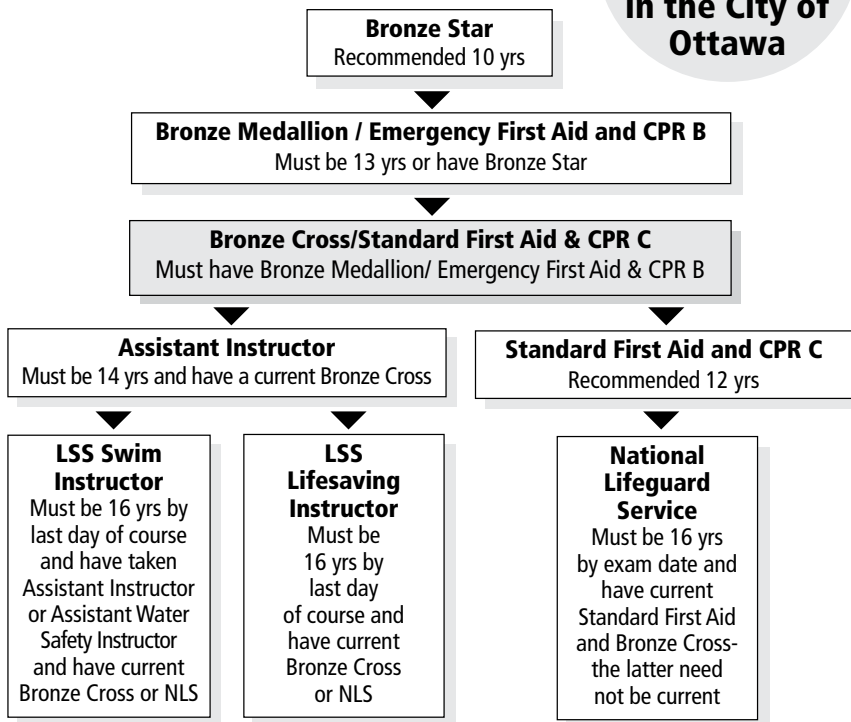 in the City of
Ottawa
Bronze Star
Recommended 10 yrs
Bronze Medallion / Emergency First Aid and CPR B
Must be 13 yrs or have Bronze Star
Bronze Cross/Standard First Aid & CPR C
Must have Bronze Medallion/ Emergency First Aid & CPR B
Assistant Instructor
Must be 14 yrs and have a current Bronze Cross
Standard First Aid and CPR C
Recommended 12 yrs
LSS Swim
Instructor
Must be 16 yrs by
last day of course
and have taken
Assistant Instructor
or Assistant Water
Safety Instructor
and have current
Bronze Cross or NLS
LSS
Lifesaving
Instructor
Must be
16 yrs by
last day
of course and
have current
Bronze Cross
or NLS
National
Lifeguard
Service
Must be 16 yrs
by exam date and
have current
Standard First Aid
and Bronze Cross-
the latter need
not be current